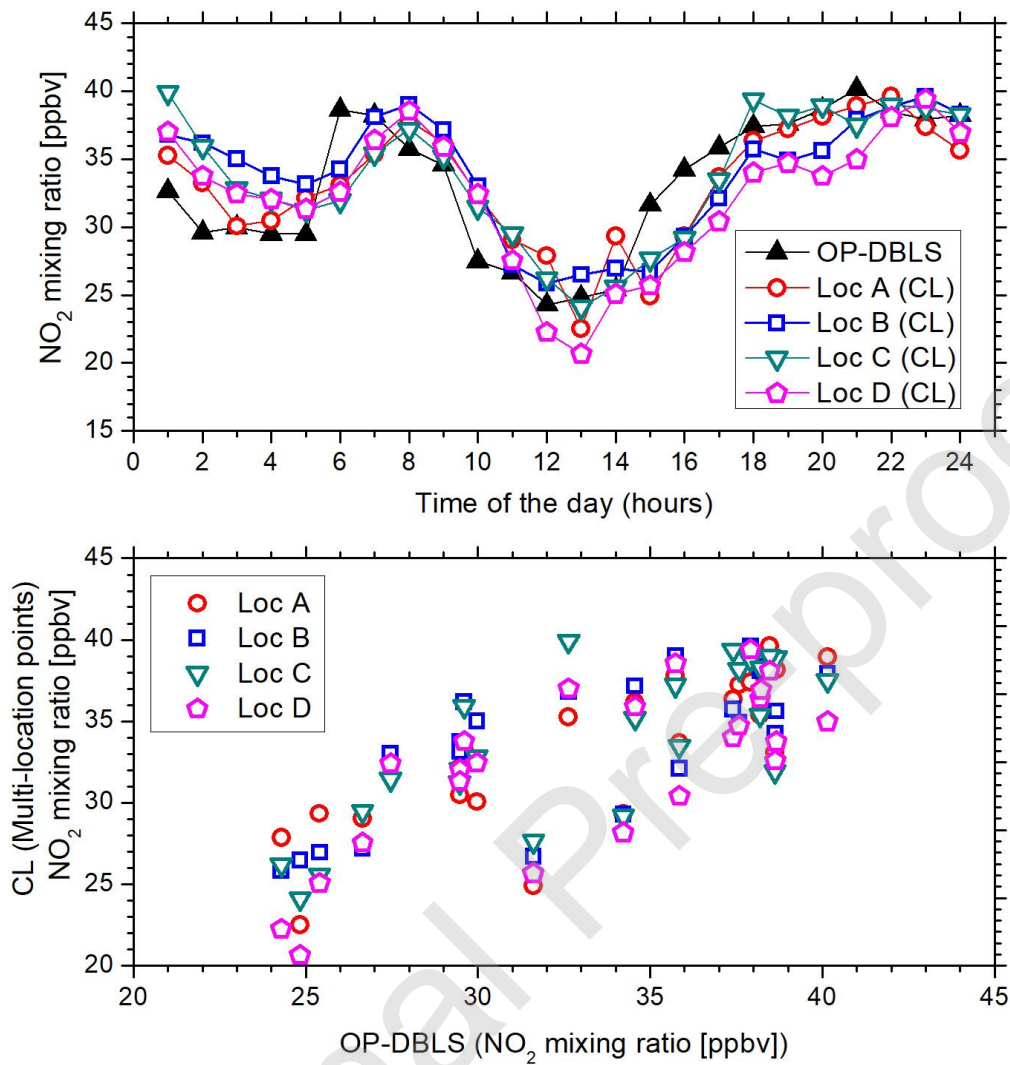 45
40
35
30
25
20
15
NO₂ mixing ratio [ppbv]
OP-DBLS
Loc A (CL)
Loc B (CL)
Loc C (CL)
Loc D (CL)
0 2 4 6 8 10 12 14 16 18 20 22 24
Time of the day (hours)
45
40
35
30
25
20
CL (Multi-location points)
NO₂ mixing ratio [ppbv]
Loc A
Loc B
Loc C
Loc D
20 25 30 35 40 45
OP-DBLS (NO₂ mixing ratio [ppbv])
nal Preproo